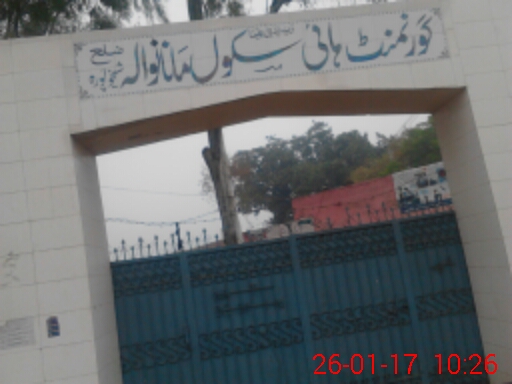 گورنمنٹ ہائی سکول مانانوالہ
ضلع
شیخوپورہ
26-01-17 10:26